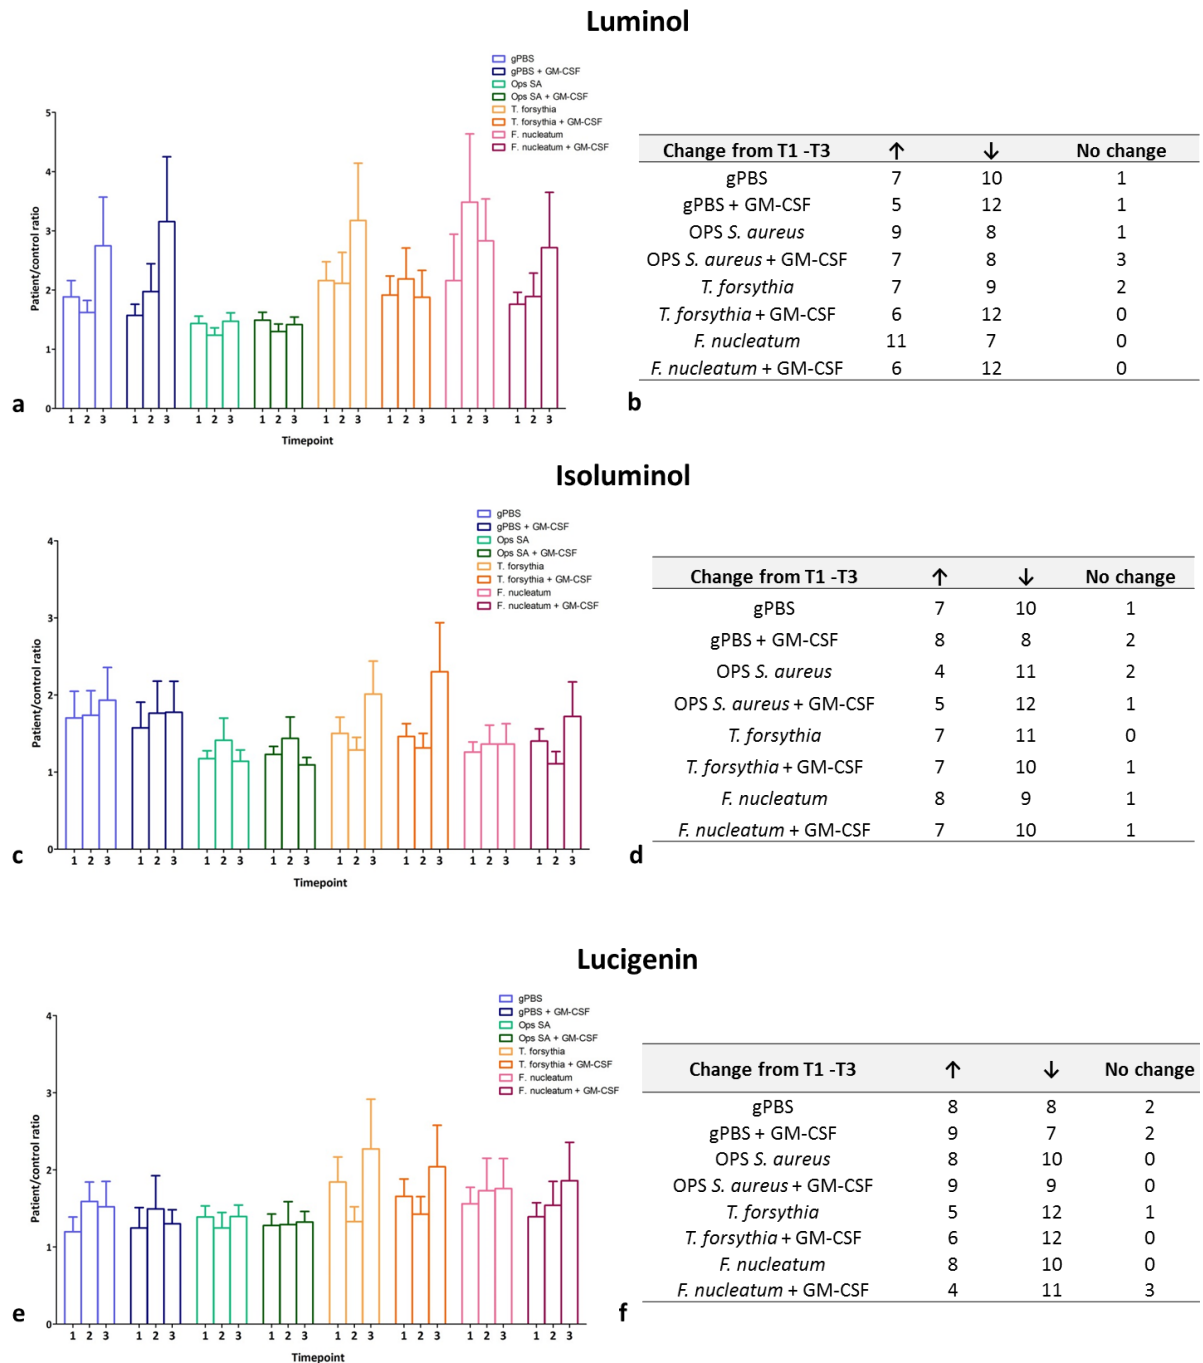 Luminol
gPBS
gPBS + GM-CSF
Ops SA
Ops SA + GM-CSF
T. forsythia
T. forsythia + GM-CSF
F. nucleatum
F. nucleatum + GM-CSF
Patient/control ratio
5
4
3
2
1
0
1 2 3 1 2 3 1 2 3 1 2 3 1 2 3 1 2 3 1 2 3 1 2 3
Timepoint
a
Change from T1 -T3 ↑ ↓ No change
gPBS 7 10 1
gPBS + GM-CSF 5 12 1
OPS S. aureus 9 8 1
OPS S. aureus + GM-CSF 7 8 3
T. forsythia 7 9 2
T. forsythia + GM-CSF 6 12 0
F. nucleatum 11 7 0
F. nucleatum + GM-CSF 6 12 0
b
Isoluminol
gPBS
gPBS + GM-CSF
Ops SA
Ops SA + GM-CSF
T. forsythia
T. forsythia + GM-CSF
F. nucleatum
F. nucleatum + GM-CSF
Patient/control ratio
4
3
2
1
0
1 2 3 1 2 3 1 2 3 1 2 3 1 2 3 1 2 3 1 2 3 1 2 3
Timepoint
c
Change from T1 -T3 ↑ ↓ No change
gPBS 7 10 1
gPBS + GM-CSF 8 8 2
OPS S. aureus 4 11 2
OPS S. aureus + GM-CSF 5 12 1
T. forsythia 7 11 0
T. forsythia + GM-CSF 7 10 1
F. nucleatum 8 9 1
F. nucleatum + GM-CSF 7 10 1
d
Lucigenin
gPBS
gPBS + GM-CSF
Ops SA
Ops SA + GM-CSF
T. forsythia
T. forsythia + GM-CSF
F. nucleatum
F. nucleatum + GM-CSF
Patient/control ratio
4
3
2
1
0
1 2 3 1 2 3 1 2 3 1 2 3 1 2 3 1 2 3 1 2 3 1 2 3
Timepoint
e
Change from T1 -T3 ↑ ↓ No change
gPBS 8 8 2
gPBS + GM-CSF 9 7 2
OPS S. aureus 8 10 0
OPS S. aureus + GM-CSF 9 9 0
T. forsythia 5 12 1
T. forsythia + GM-CSF 6 12 0
F. nucleatum 8 10 0
F. nucleatum + GM-CSF 4 11 3
f